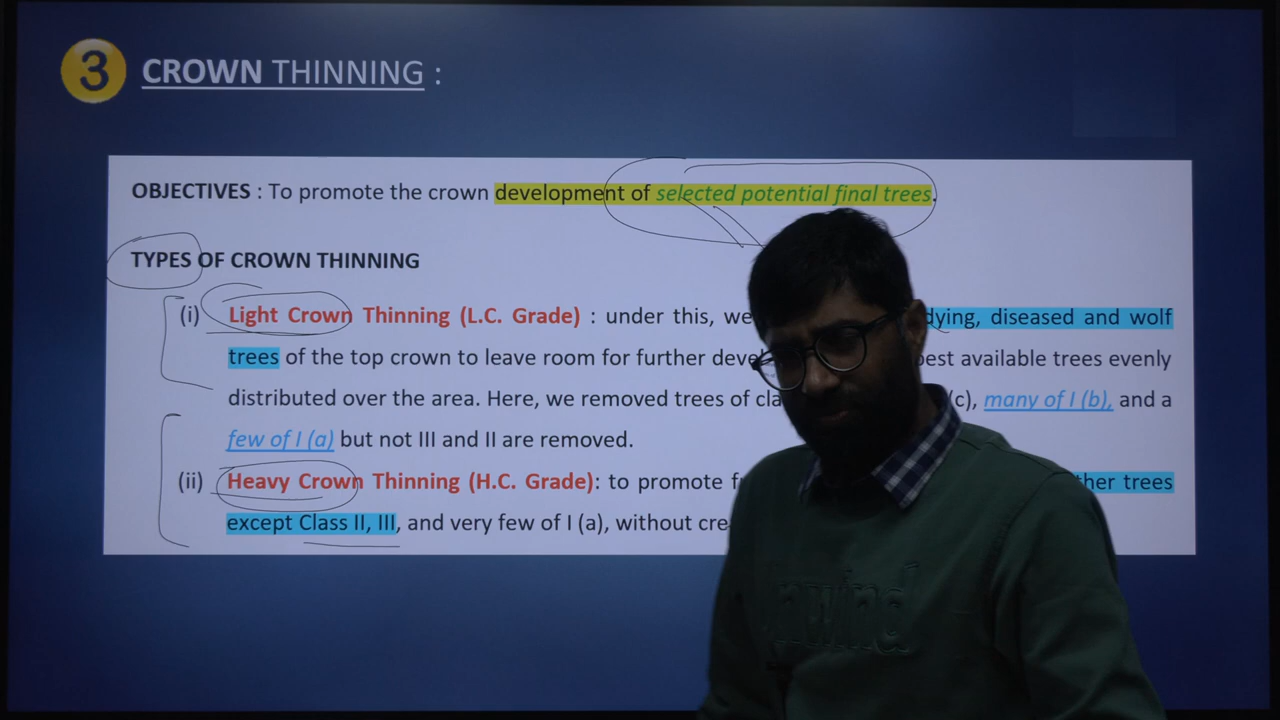 3 CROWN THINNING :
OBJECTIVES : To promote the crown development of selected potential final trees.
TYPES OF CROWN THINNING
(i) Light Crown Thinning (L.C. Grade) : under this, we dying, diseased and wolf
trees of the top crown to leave room for further best available trees evenly
distributed over the area. Here, we removed trees of (c), many of I (b), and a
few of I (a) but not III and II are removed.
(ii) Heavy Crown Thinning (H.C. Grade): to promote trees
except Class II, III, and very few of I (a), without
unwind